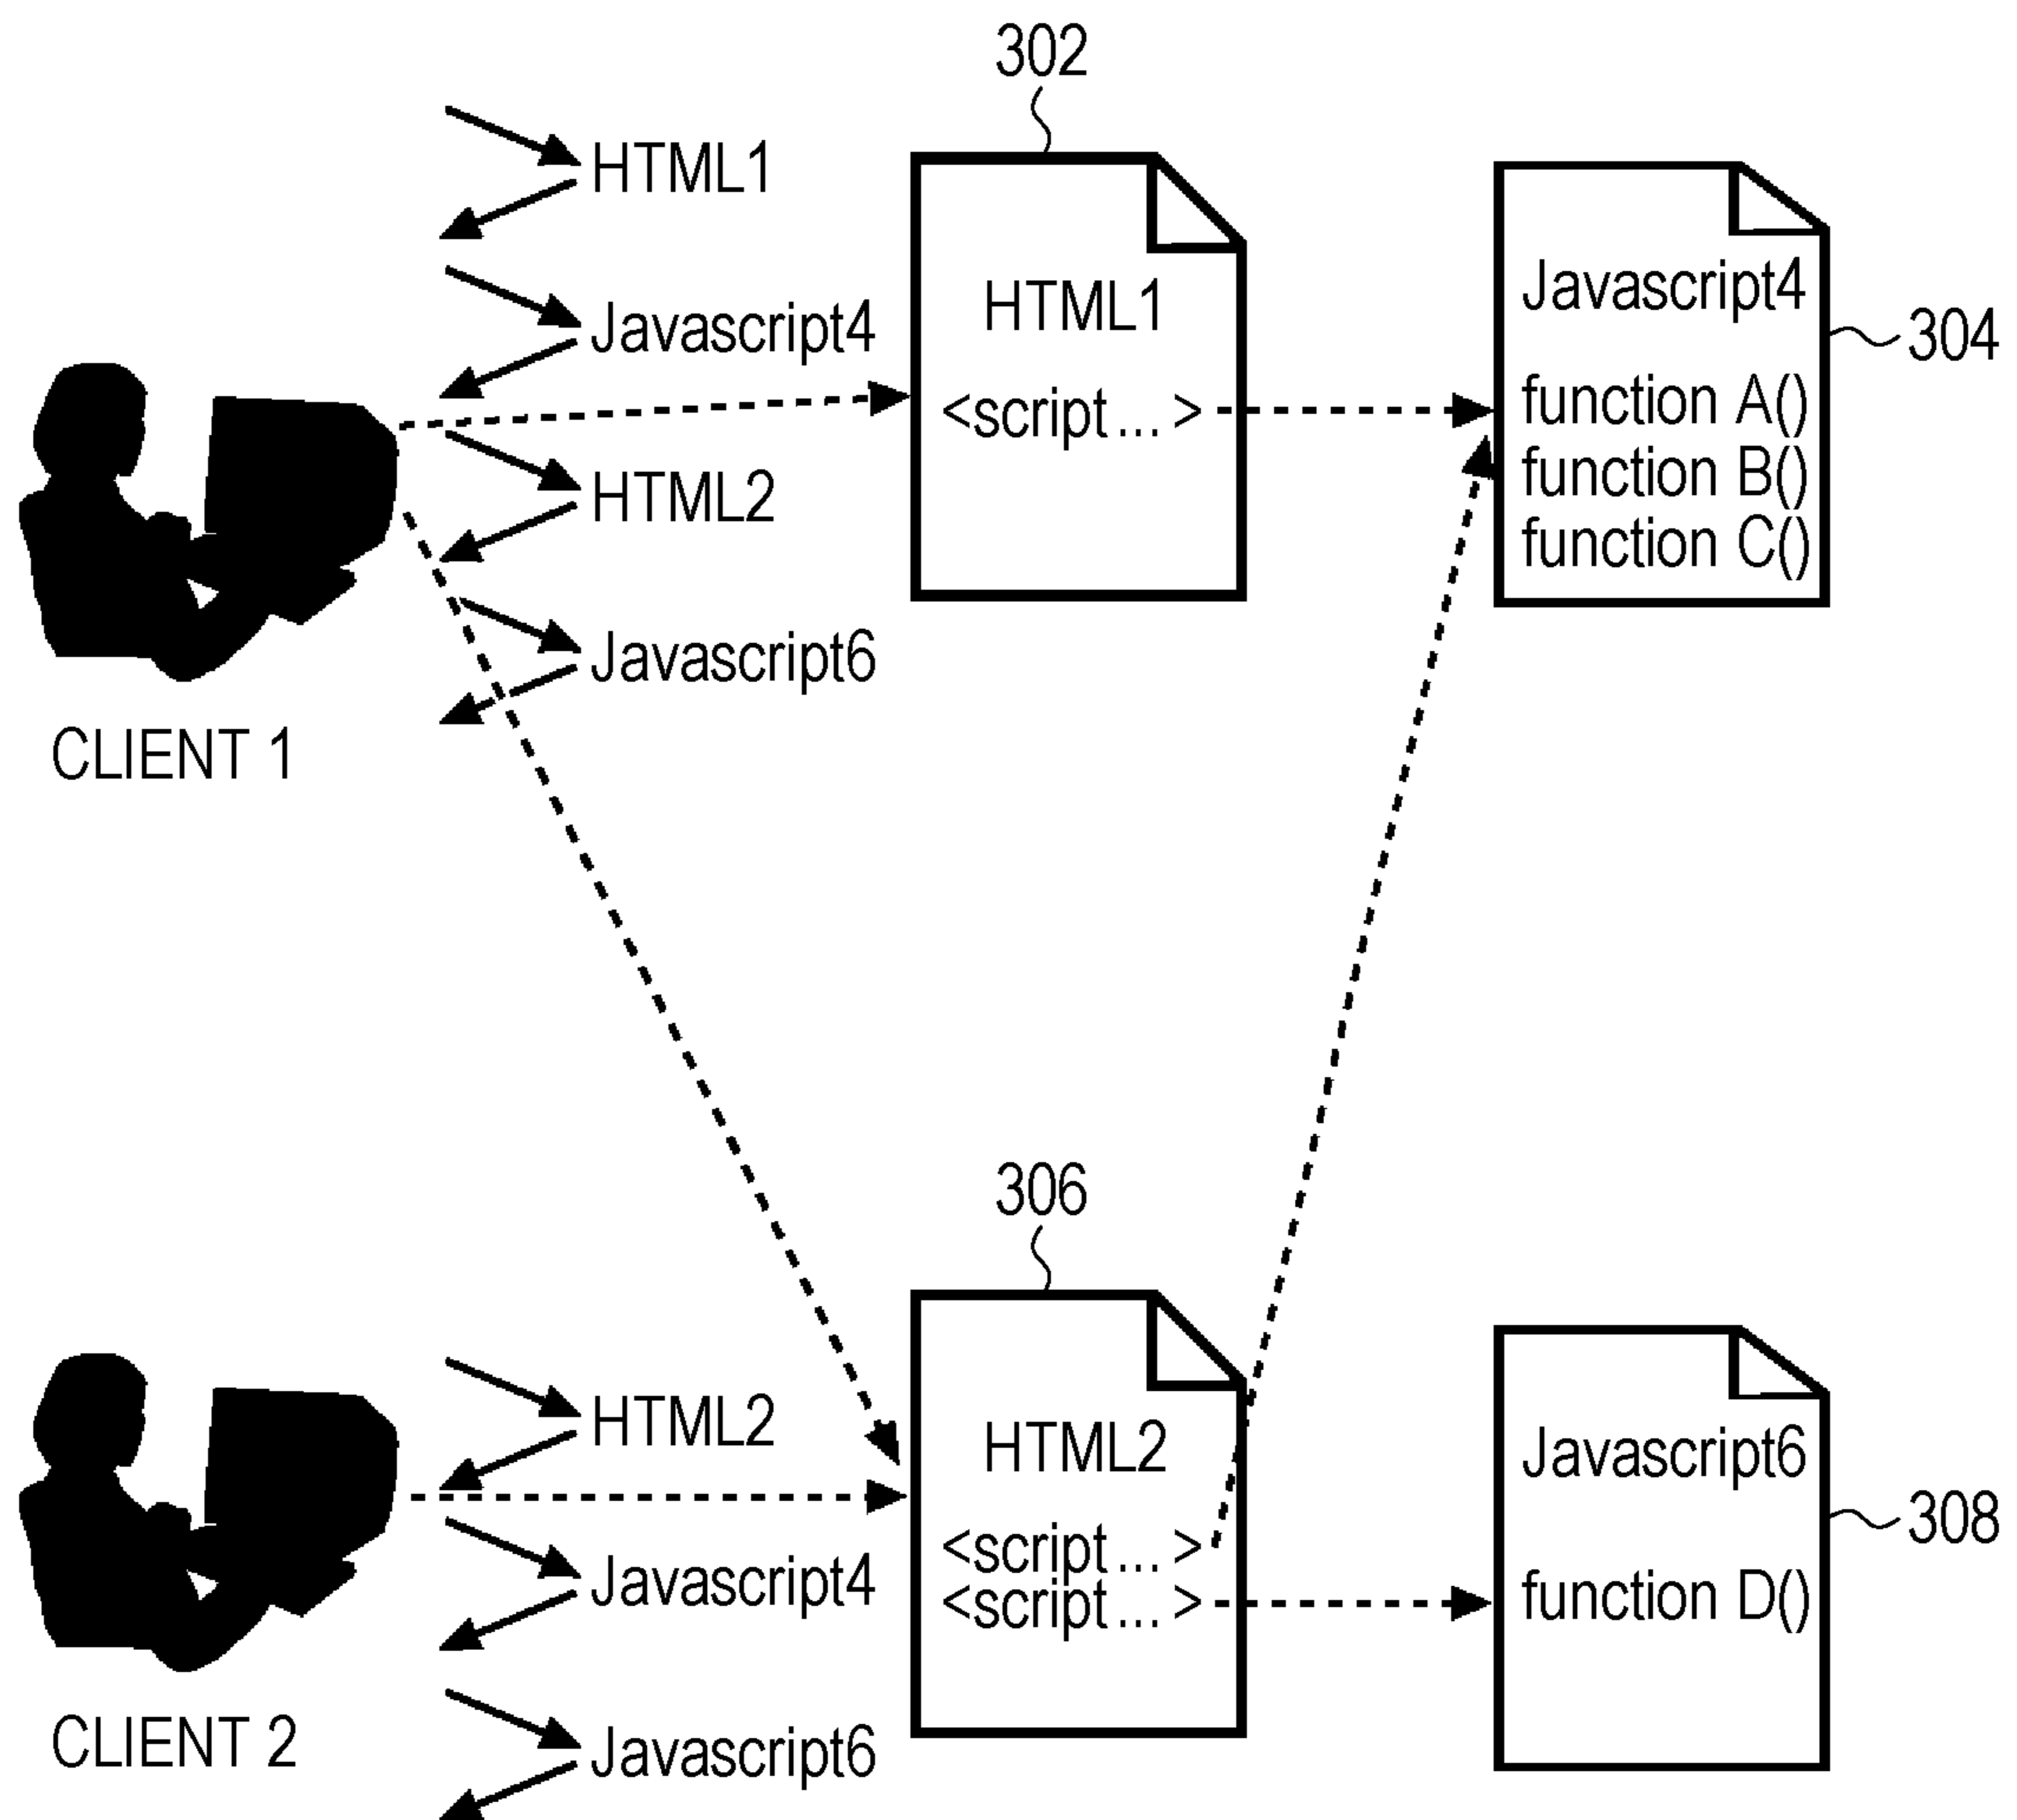 302
HTML1
Javascript4
HTML2
Javascript6
CLIENT 1
HTML1
<script ... >
Javascript4
function A()
function B()
function C()
304
306
HTML2
Javascript4
Javascript6
CLIENT 2
HTML2
<script ... >
<script ... >
Javascript6
function D()
308